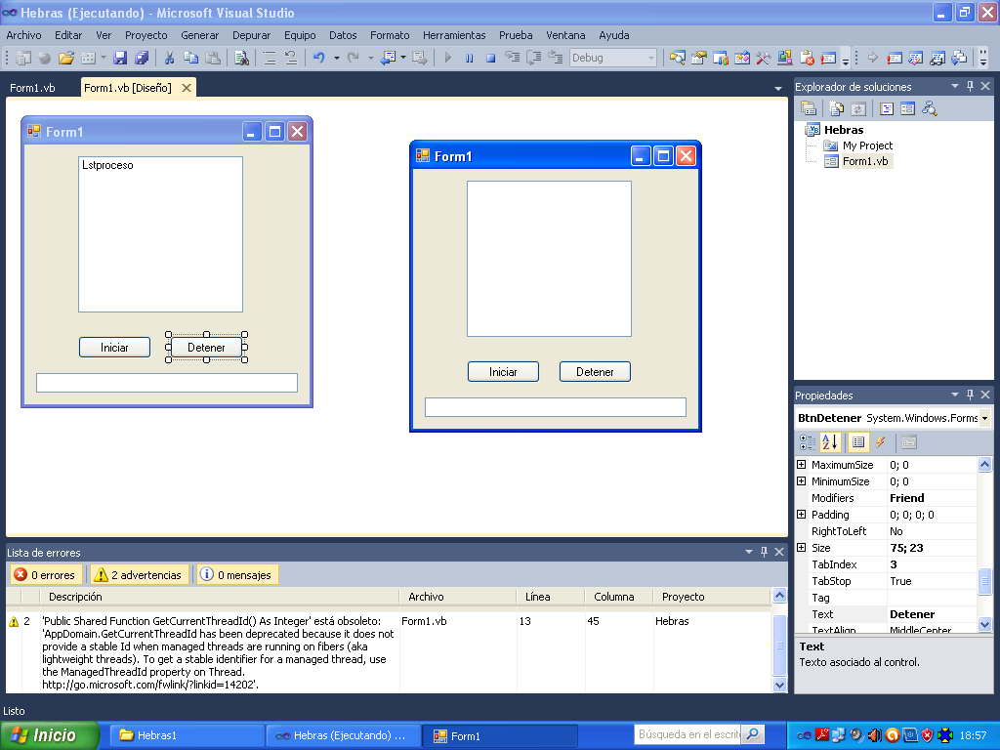 Hebras (Ejecutando) - Microsoft Visual Studio
Archivo Editar Ver Proyecto Generar Depurar Equipo Datos Formato Herramientas Prueba Ventana Ayuda
Debug
Form1.vb Form1.vb [Diseño]
Form1
Lstproceso
Iniciar Detener
Form1
Iniciar Detener
Explorador de soluciones
Hebras
My Project
Form1.vb
Propiedades
BtnDetener System.Windows.Forms
MaximumSize 0; 0
MinimumSize 0; 0
Modifiers Friend
Padding 0; 0; 0; 0
RightToLeft No
Size 75; 23
TabIndex 3
TabStop True
Tag
Text Detener
TextAlign MiddleCenter
Text
Texto asociado al control.
Lista de errores
0 errores 2 advertencias 0 mensajes
Descripción Archivo Línea Columna Proyecto
2 'Public Shared Function GetCurrentThreadId() As Integer' está obsoleto: Form1.vb 13 45 Hebras
'AppDomain.GetCurrentThreadId has been deprecated because it does not
provide a stable Id when managed threads are running on fibers (aka
lightweight threads). To get a stable identifier for a managed thread, use
the ManagedThreadId property on Thread.
http://go.microsoft.com/fwlink/?linkid=14202'.
Listo
Inicio Hebras1 Hebras (Ejecutando) ... Form1 Búsqueda en el escrit 18:57